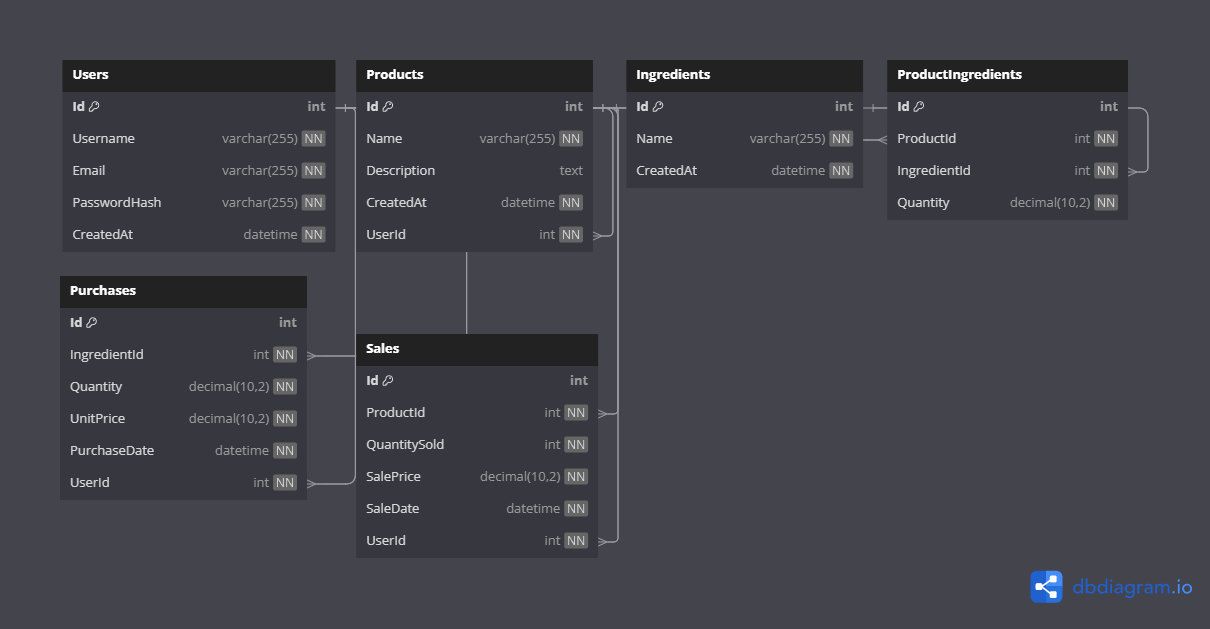 Users
Id int
Username varchar(255) NN
Email varchar(255) NN
PasswordHash varchar(255) NN
CreatedAt datetime NN
Products
Id int
Name varchar(255) NN
Description text
CreatedAt datetime NN
UserId int NN
Ingredients
Id int
Name varchar(255) NN
CreatedAt datetime NN
ProductIngredients
Id int
ProductId int NN
IngredientId int NN
Quantity decimal(10,2) NN
Purchases
Id int
IngredientId int NN
Quantity decimal(10,2) NN
UnitPrice decimal(10,2) NN
PurchaseDate datetime NN
UserId int NN
Sales
Id int
ProductId int NN
QuantitySold int NN
SalePrice decimal(10,2) NN
SaleDate datetime NN
UserId int NN
dbdiagram.io